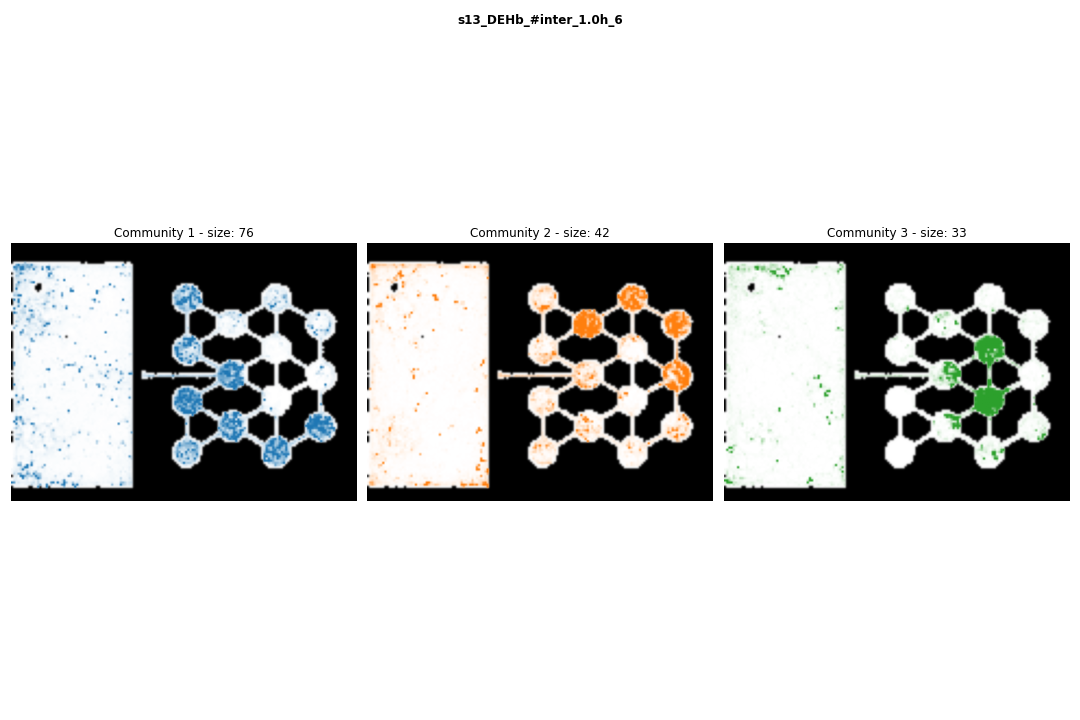 s13_DEHb_#inter_1.0h_6
Community 1 - size: 76
Community 2 - size: 42
Community 3 - size: 33